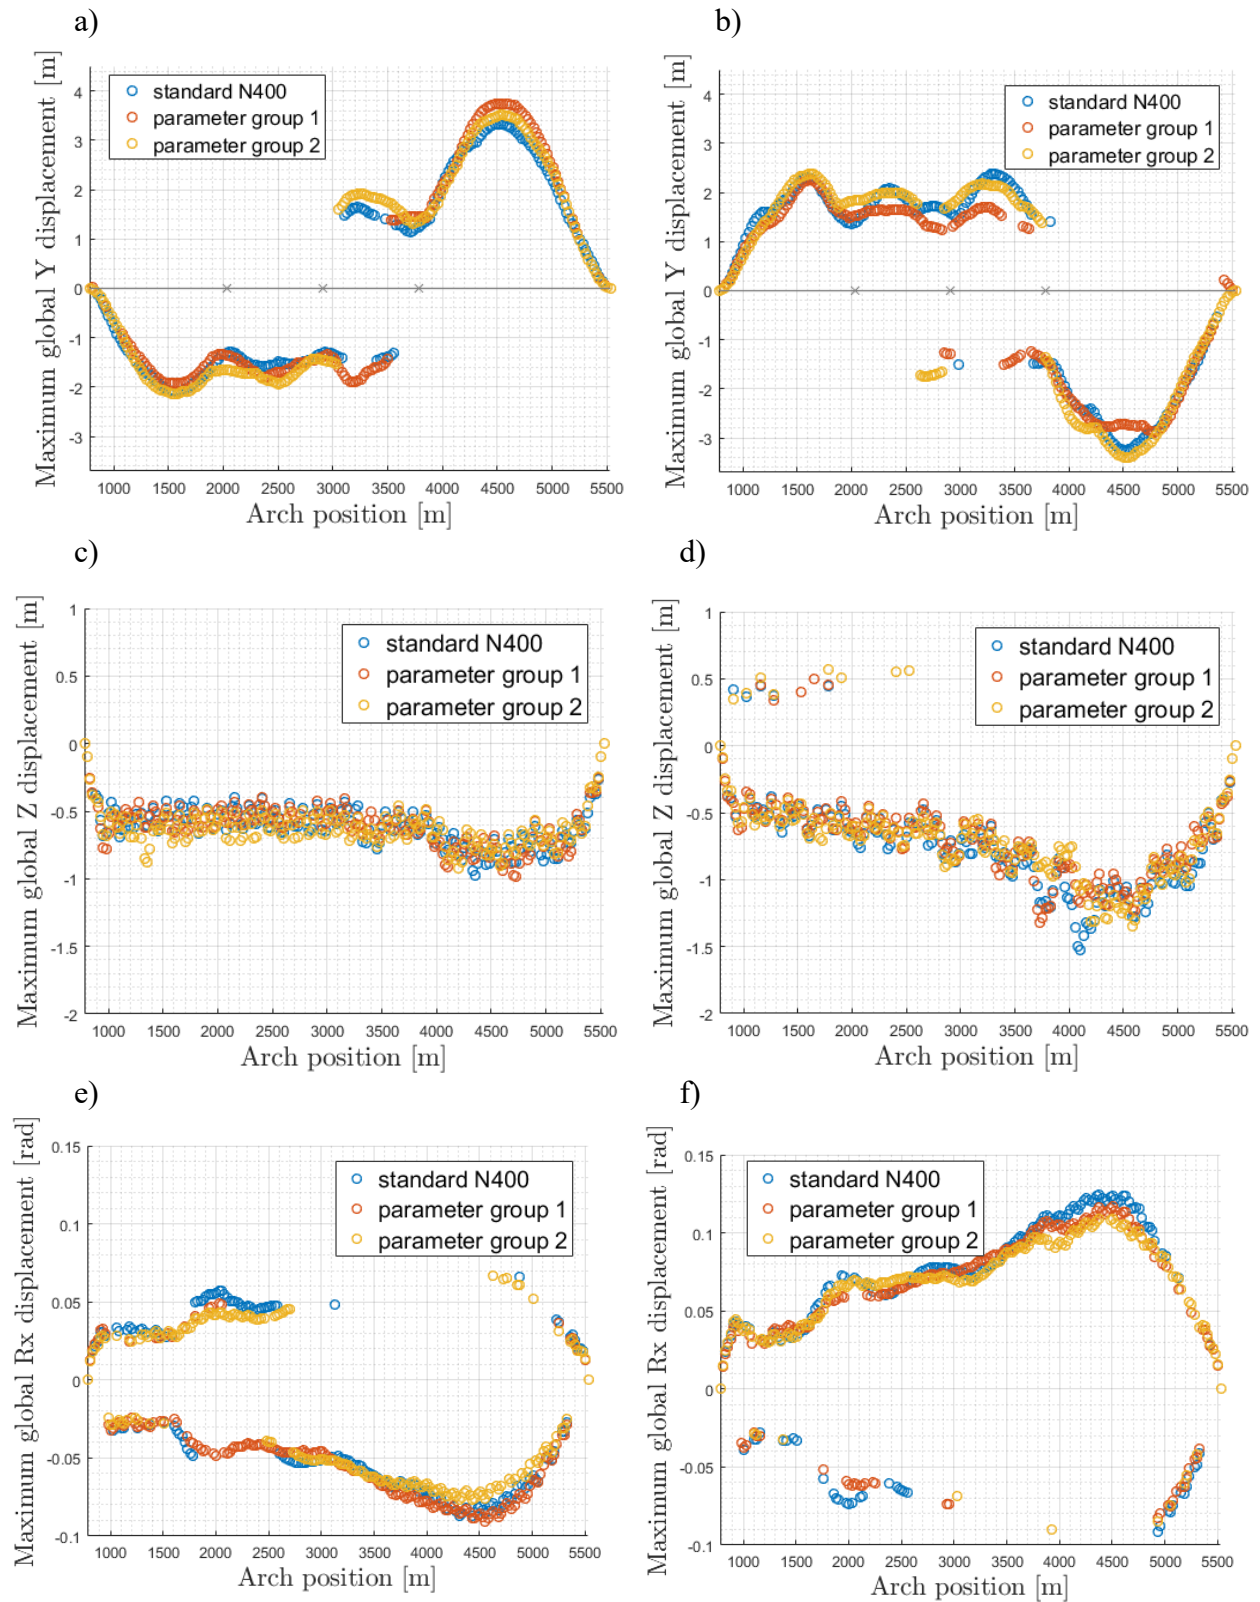 a)
Maximum global Y displacement [m]
4
3
2
1
0
-1
-2
-3
standard N400
parameter group 1
parameter group 2
1000 1500 2000 2500 3000 3500 4000 4500 5000 5500
Arch position [m]
b)
Maximum global Y displacement [m]
4
3
2
1
0
-1
-2
-3
standard N400
parameter group 1
parameter group 2
1000 1500 2000 2500 3000 3500 4000 4500 5000 5500
Arch position [m]
c)
Maximum global Z displacement [m]
1
0.5
0
-0.5
-1
-1.5
-2
standard N400
parameter group 1
parameter group 2
1000 1500 2000 2500 3000 3500 4000 4500 5000 5500
Arch position [m]
d)
Maximum global Z displacement [m]
1
0.5
0
-0.5
-1
-1.5
-2
standard N400
parameter group 1
parameter group 2
1000 1500 2000 2500 3000 3500 4000 4500 5000 5500
Arch position [m]
e)
Maximum global Rx displacement [rad]
0.15
0.1
0.05
0
-0.05
-0.1
standard N400
parameter group 1
parameter group 2
1000 1500 2000 2500 3000 3500 4000 4500 5000 5500
Arch position [m]
f)
Maximum global Rx displacement [rad]
0.15
0.1
0.05
0
-0.05
-0.1
standard N400
parameter group 1
parameter group 2
1000 1500 2000 2500 3000 3500 4000 4500 5000 5500
Arch position [m]